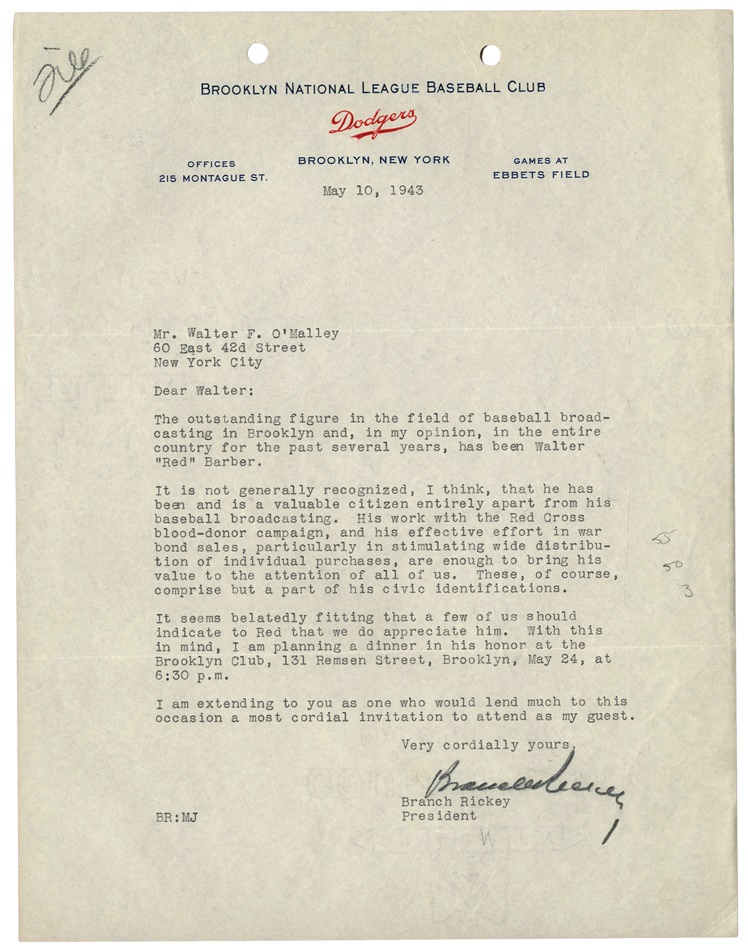 file
BROOKLYN NATIONAL LEAGUE BASEBALL CLUB
Dodgers
OFFICES
215 MONTAGUE ST.
BROOKLYN, NEW YORK
GAMES AT
EBBETS FIELD
May 10, 1943
Mr. Walter F. O'Malley
60 East 42d Street
New York City
Dear Walter:
The outstanding figure in the field of baseball broad-
casting in Brooklyn and, in my opinion, in the entire
country for the past several years, has been Walter
"Red" Barber.
It is not generally recognized, I think, that he has
been and is a valuable citizen entirely apart from his
baseball broadcasting. His work with the Red Cross
blood-donor campaign, and his effective effort in war
bond sales, particularly in stimulating wide distribu-
tion of individual purchases, are enough to bring his
value to the attention of all of us. These, of course,
comprise but a part of his civic identifications.
55
50
3
It seems belatedly fitting that a few of us should
indicate to Red that we do appreciate him. With this
in mind, I am planning a dinner in his honor at the
Brooklyn Club, 131 Remsen Street, Brooklyn, May 24, at
6:30 p.m.
I am extending to you as one who would lend much to this
occasion a most cordial invitation to attend as my guest.
Very cordially yours,
Branch Rickey
Branch Rickey
President
BR:MJ